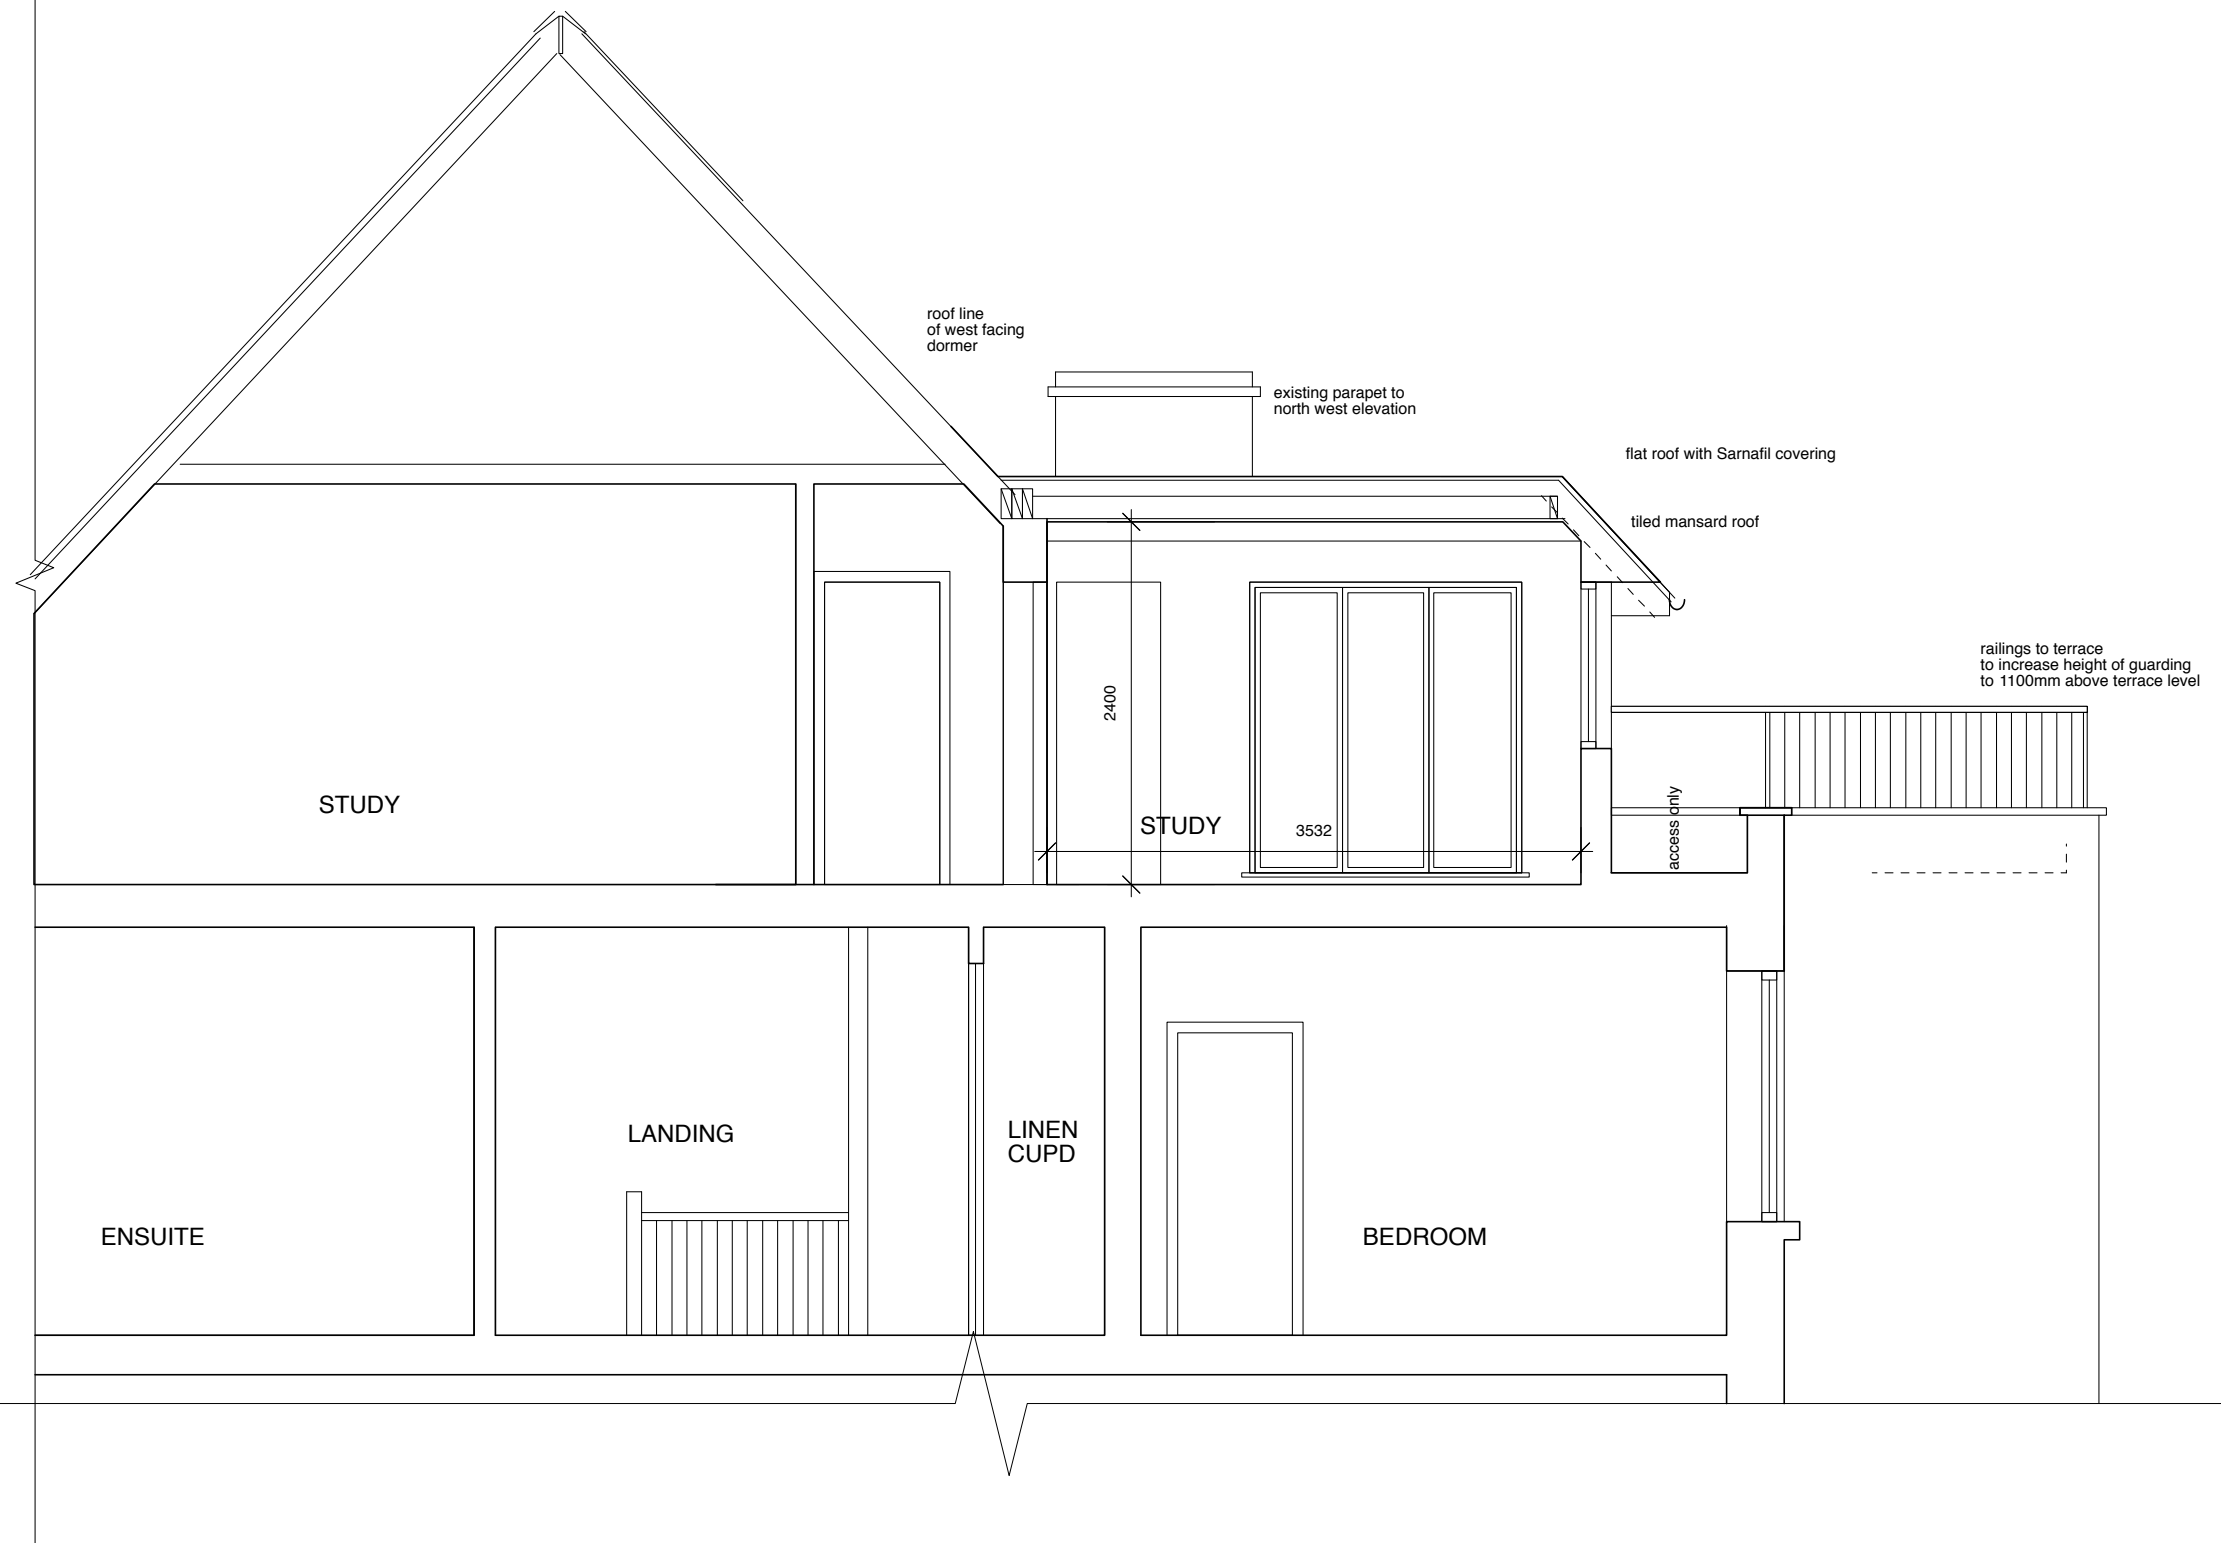 roof line
of west facing
dormer
existing parapet to
north west elevation
flat roof with Sarnafil covering
tiled mansard roof
railings to terrace
to increase height of guarding
to 1100mm above terrace level
2400
STUDY
STUDY
3532
access only
LANDING
LINEN
CUPD
ENSUITE
BEDROOM